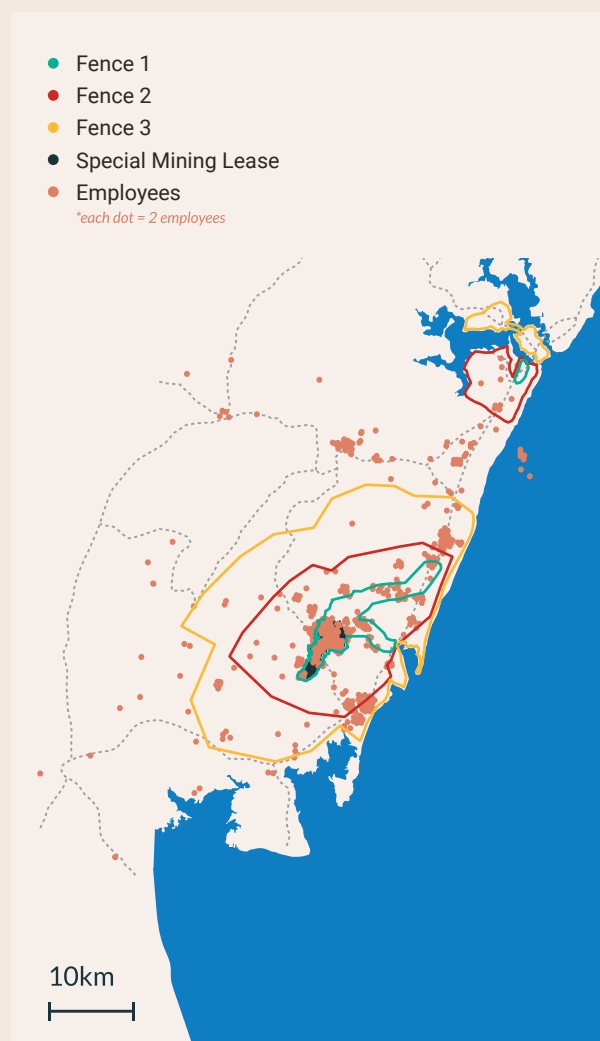 Fence 1
Fence 2
Fence 3
Special Mining Lease
Employees
*each dot = 2 employees
10km